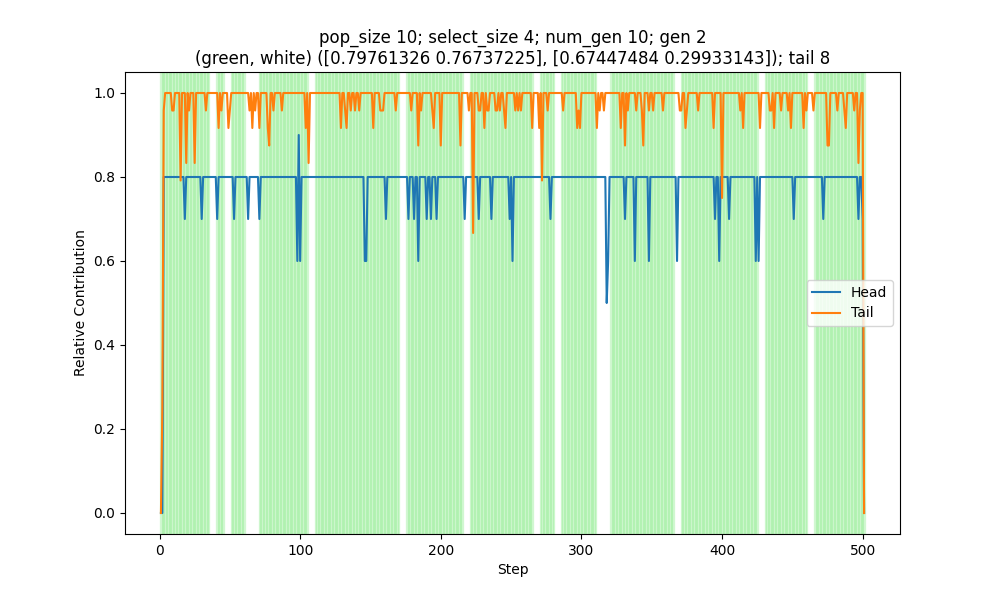 pop_size 10; select_size 4; num_gen 10; gen 2
(green, white) ([0.79761326 0.76737225], [0.67447484 0.29933143]); tail 8
1.0
0.8
0.6
0.4
0.2
0.0
Relative Contribution
Head
Tail
0
100
200
300
400
500
Step